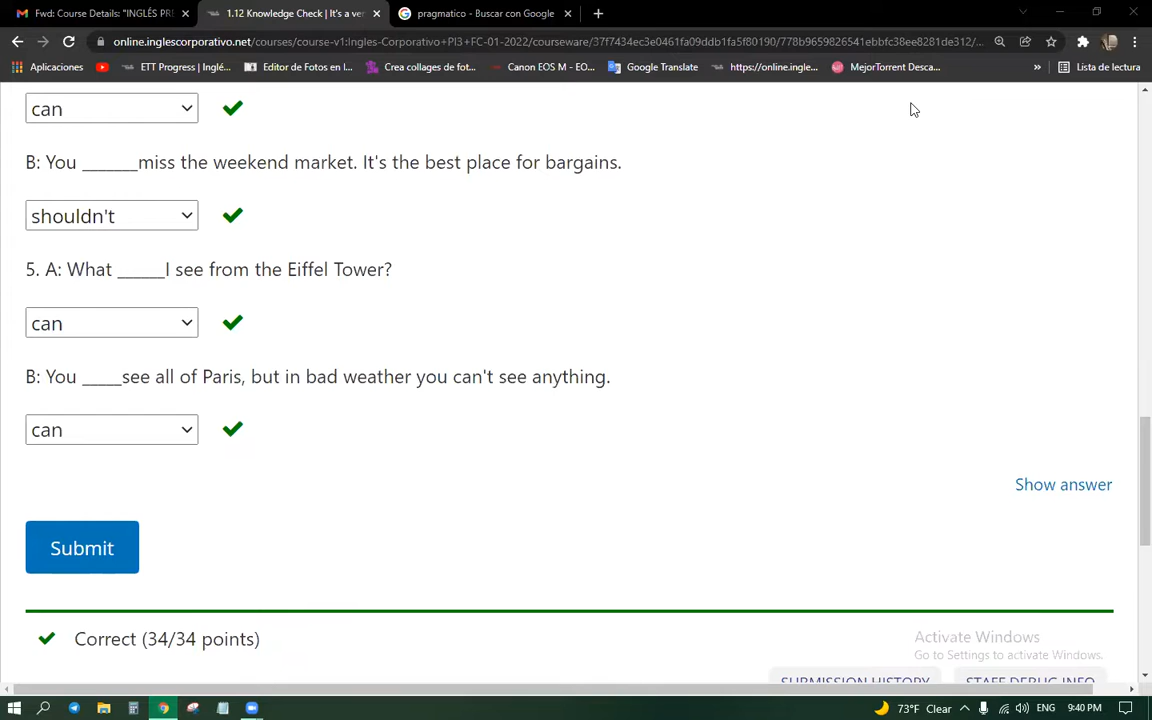 Fwd: Course Details: "INGLÉS PR
1.12 Knowledge Check | It's a ver
pragmatico - Buscar con Google
online.inglescorporativo.net/courses/course-v1:Ingles-Corporativo+PI3+FC-01-2022/courseware/37f7434ec3e0461fa09ddb1fa5f80190/778b9659826541ebbfc38ee8281de312/...
Aplicaciones
ETT Progress | Inglé...
Editor de Fotos en l...
Crea collages de fot...
Canon EOS M - EO...
Google Translate
https://online.ingle...
MejorTorrent Desca...
»
Lista de lectura
can
B: You _______miss the weekend market. It's the best place for bargains.
shouldn't
5. A: What ______I see from the Eiffel Tower?
can
B: You _____see all of Paris, but in bad weather you can't see anything.
can
Show answer
Submit
Correct (34/34 points)
Activate Windows
Go to Settings to activate Windows.
SUBMISSION HISTORY
STAFF DEBUG INFO
73°F Clear
ENG
9:40 PM